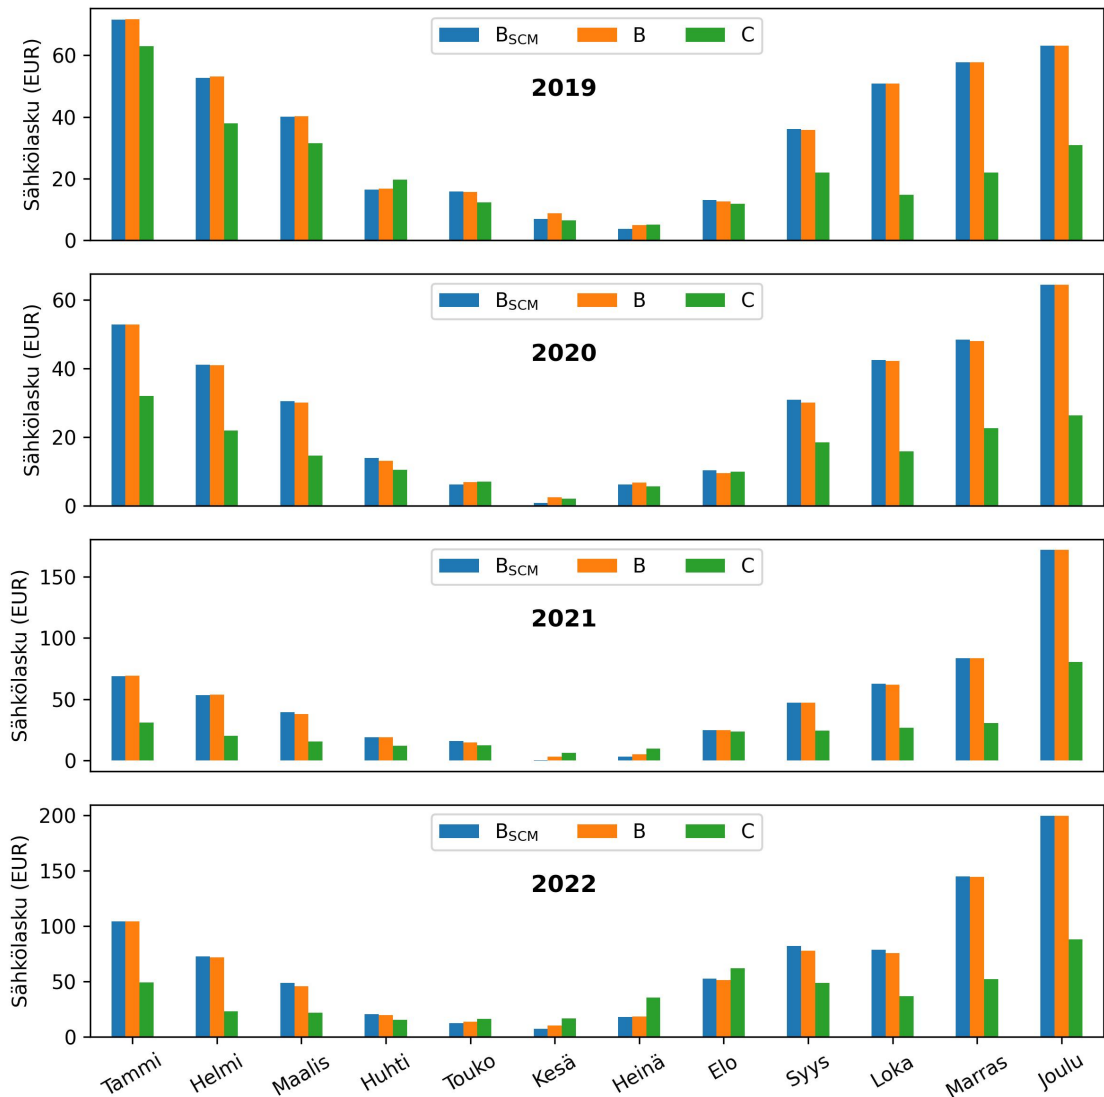 Sähkölasku (EUR)
60
40
20
0
B_SCM B C
2019
Sähkölasku (EUR)
60
40
20
0
B_SCM B C
2020
Sähkölasku (EUR)
150
100
50
0
B_SCM B C
2021
Sähkölasku (EUR)
200
150
100
50
0
B_SCM B C
2022
Tammi Helmi Maalis Huhti Touko Kesä Heinä Elo Syys Loka Marras Joulu